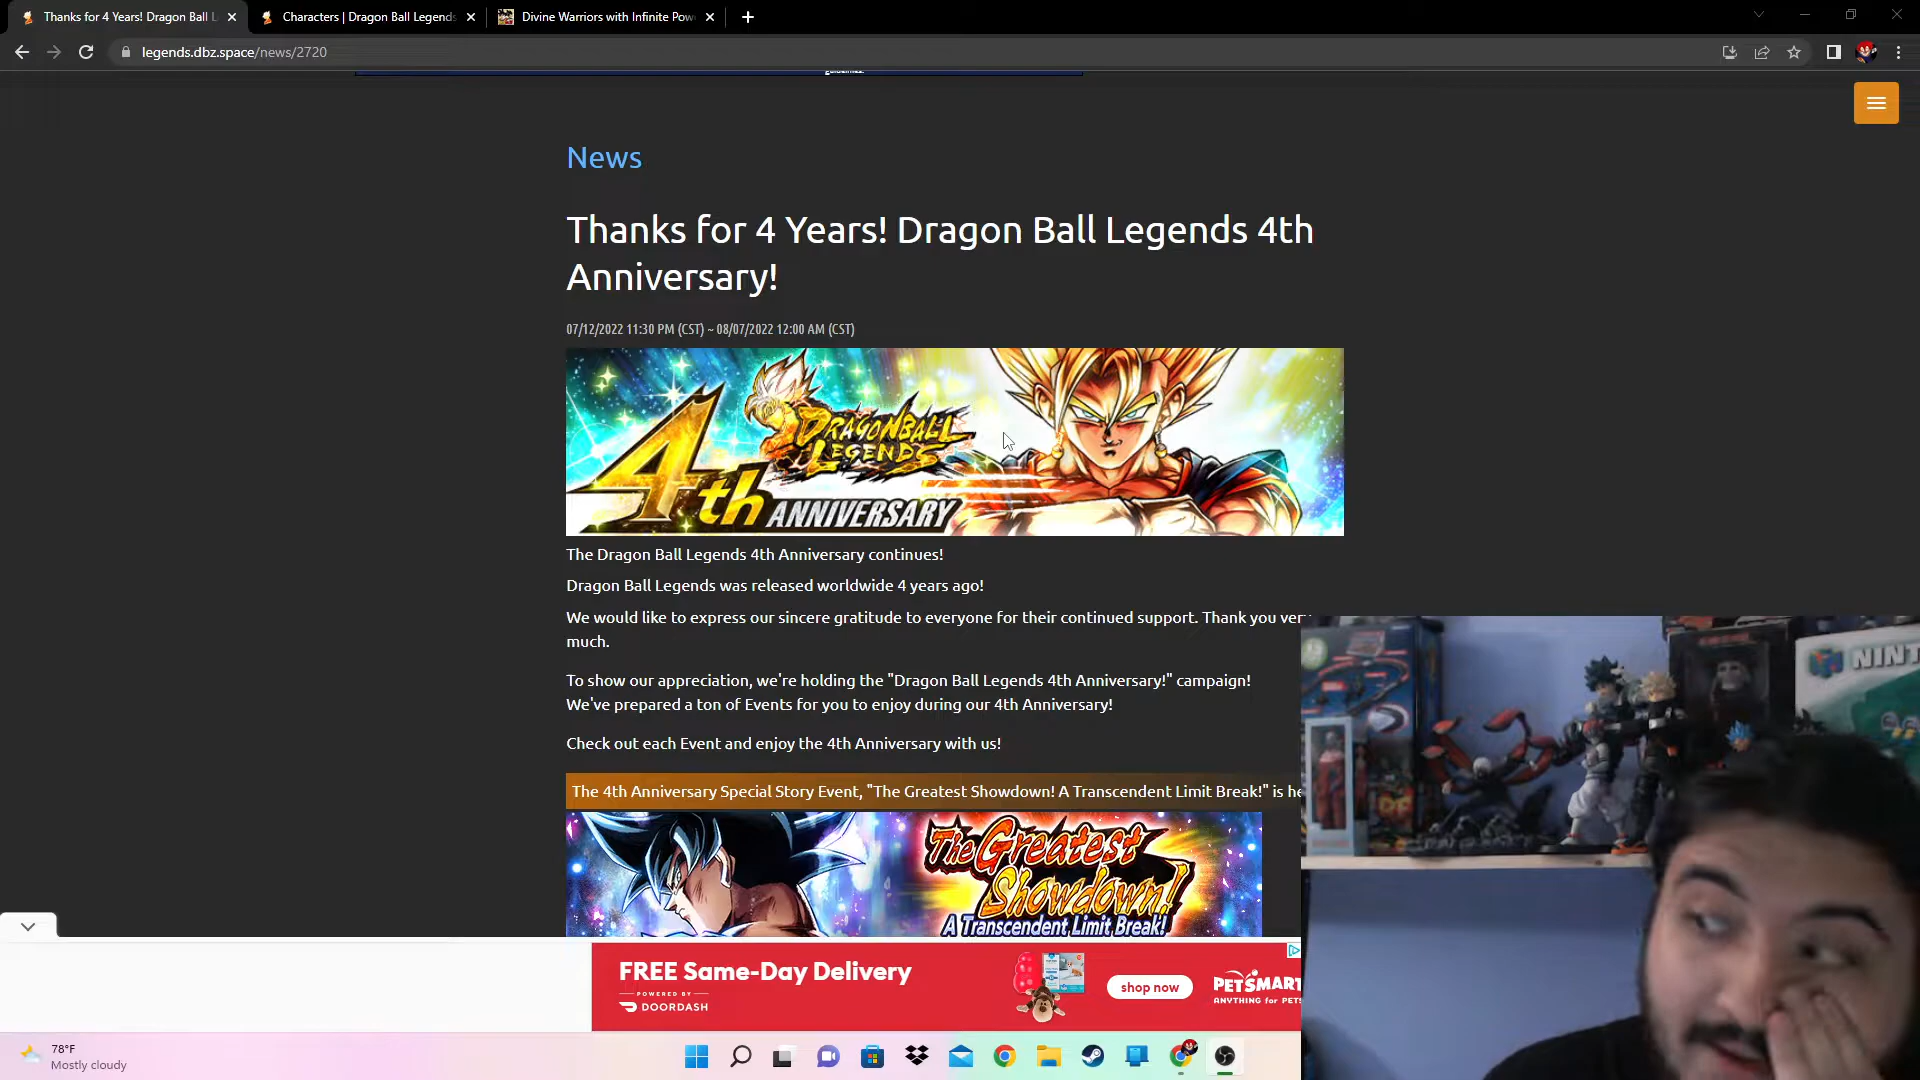 Thanks for 4 Years! Dragon Ball L
Characters | Dragon Ball Legends
Divine Warriors with Infinite Pow
legends.dbz.space/news/2720
News
Thanks for 4 Years! Dragon Ball Legends 4th
Anniversary!
07/12/2022 11:30 PM (CST) ~ 08/07/2022 12:00 AM (CST)
4th
DRAGONBALL
LEGENDS
ANNIVERSARY
The Dragon Ball Legends 4th Anniversary continues!
Dragon Ball Legends was released worldwide 4 years ago!
We would like to express our sincere gratitude to everyone for their continued support. Thank you very
much.
To show our appreciation, we're holding the "Dragon Ball Legends 4th Anniversary!" campaign!
We've prepared a ton of Events for you to enjoy during our 4th Anniversary!
Check out each Event and enjoy the 4th Anniversary with us!
The 4th Anniversary Special Story Event, "The Greatest Showdown! A Transcendent Limit Break!" is he
The Greatest
Showdown!
A Transcendent Limit Break!
NINT
FREE Same-Day Delivery
POWERED BY
DOORDASH
shop now
PETSMART
ANYTHING for PETS
78°F
Mostly cloudy